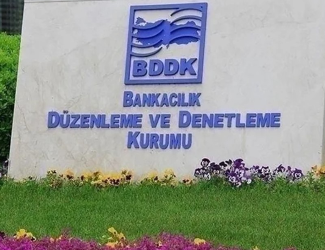 BDDK
BANKACILIK
DÜZENLEME VE DENETLEME
KURUMU